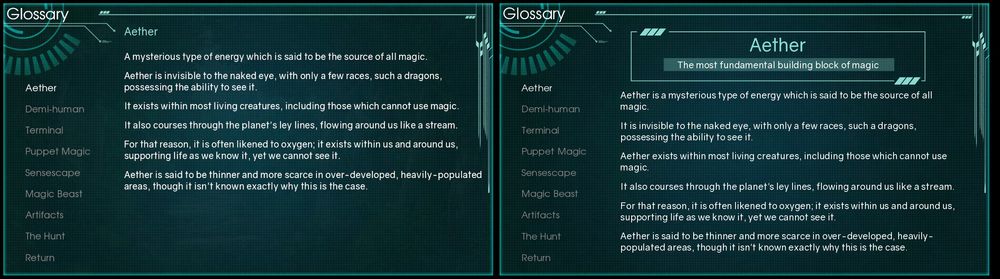 Glossary
Aether
A mysterious type of energy which is said to be the source of all magic.
Aether is invisible to the naked eye, with only a few races, such a dragons,
possessing the ability to see it.
It exists within most living creatures, including those which cannot use magic.
It also courses through the planet's ley lines, flowing around us like a stream.
For that reason, it is often likened to oxygen; it exists within us and around us,
supporting life as we know it, yet we cannot see it.
Aether is said to be thinner and more scarce in over-developed, heavily-populated
areas, though it isn't known exactly why this is the case.
Aether
Demi-human
Terminal
Puppet Magic
Sensescape
Magic Beast
Artifacts
The Hunt
Return
Glossary
Aether
The most fundamental building block of magic
Aether is a mysterious type of energy which is said to be the source of all
magic.
It is invisible to the naked eye, with only a few races, such a dragons,
possessing the ability to see it.
Aether exists within most living creatures, including those which cannot use
magic.
It also courses through the planet's ley lines, flowing around us like a stream.
For that reason, it is often likened to oxygen; it exists within us and around us,
supporting life as we know it, yet we cannot see it.
Aether is said to be thinner and more scarce in over-developed, heavily-
populated areas, though it isn't known exactly why this is the case.
Aether
Demi-human
Terminal
Puppet Magic
Sensescape
Magic Beast
Artifacts
The Hunt
Return